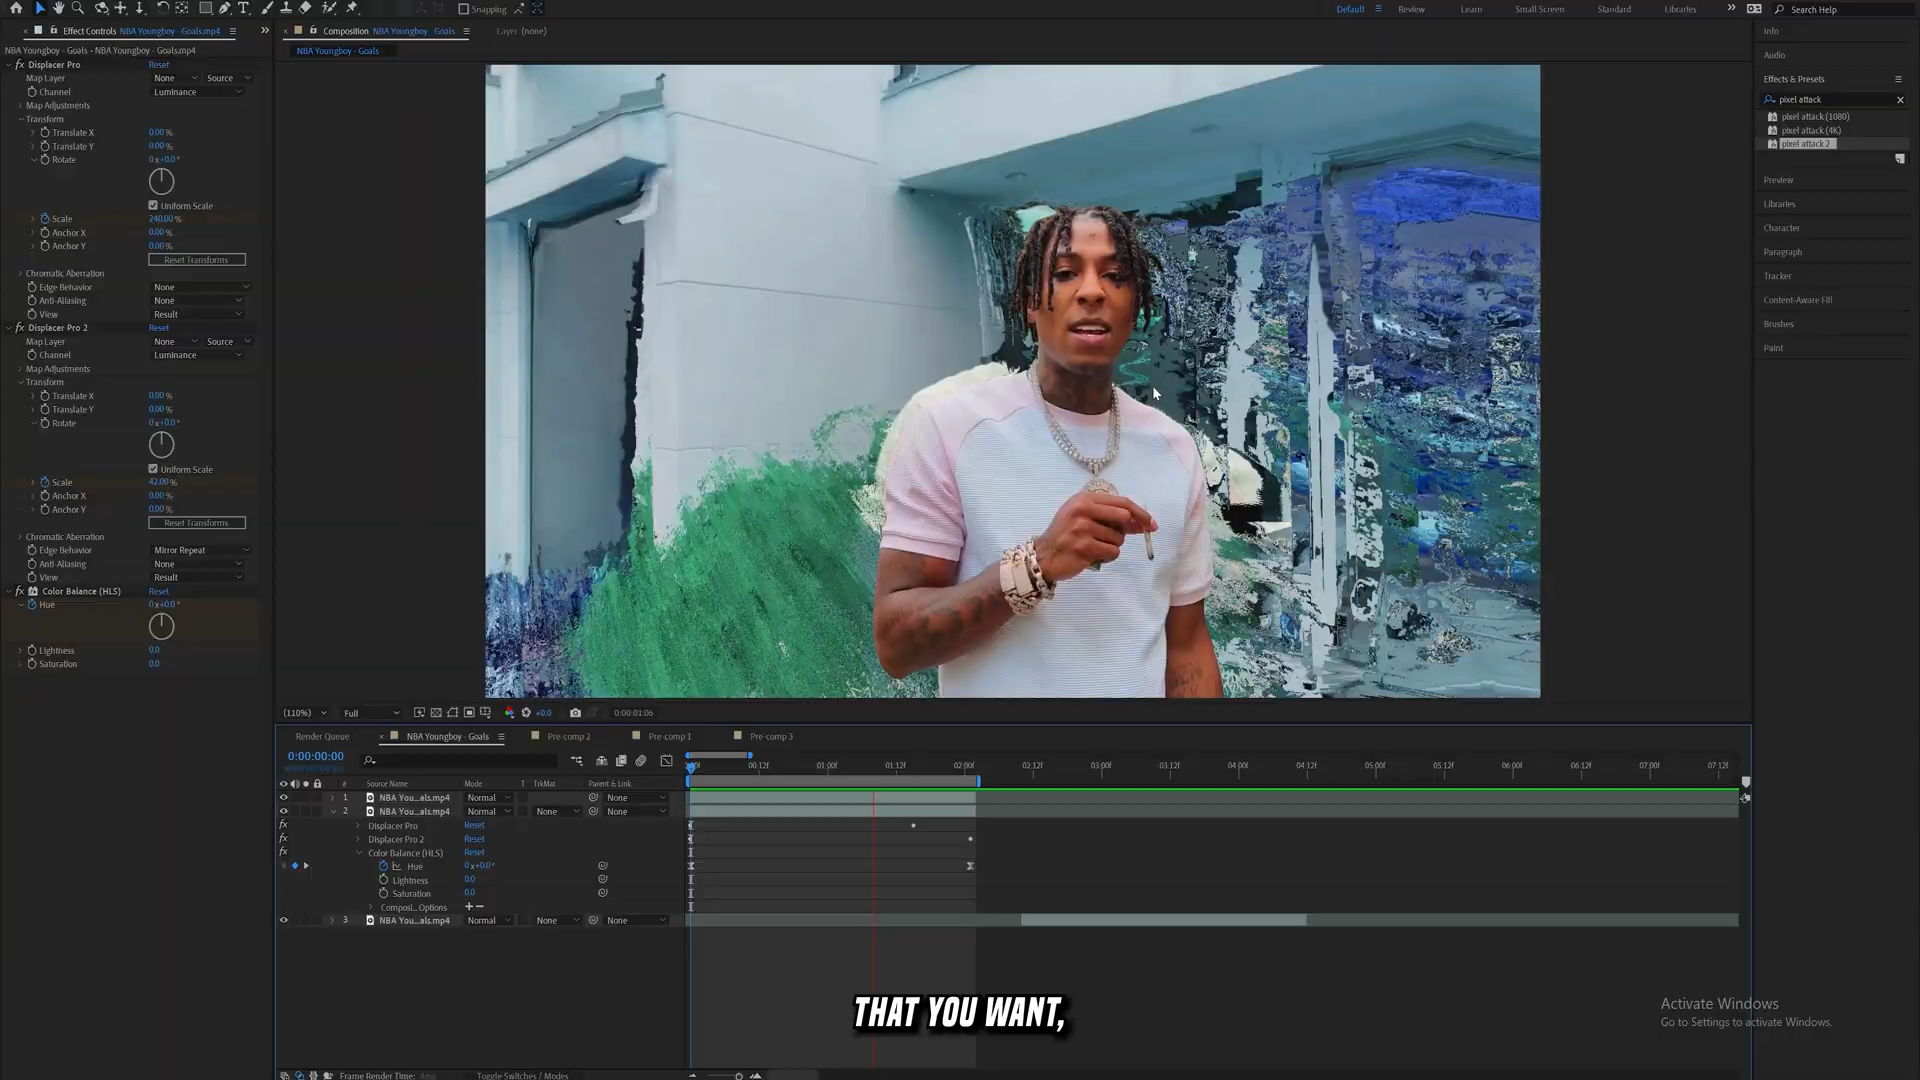 Snapping
Default
Review
Learn
Small Screen
Standard
Libraries
Search Help
Effect Controls NBA Youngboy - Goals.mp4
NBA Youngboy - Goals • NBA Youngboy - Goals.mp4
Displacer Pro Reset
Map Layer None Source
Channel Luminance
Map Adjustments
Transform
Translate X 0.00 %
Translate Y 0.00 %
Rotate 0 x+0.0°
Uniform Scale
Scale 240.00 %
Anchor X 0.00 %
Anchor Y 0.00 %
Reset Transforms
Chromatic Aberration
Edge Behavior None
Anti-Aliasing None
View Result
Displacer Pro 2 Reset
Map Layer None Source
Channel Luminance
Map Adjustments
Transform
Translate X 0.00 %
Translate Y 0.00 %
Rotate 0 x+0.0°
Uniform Scale
Scale 42.00 %
Anchor X 0.00 %
Anchor Y 0.00 %
Reset Transforms
Chromatic Aberration
Edge Behavior Mirror Repeat
Anti-Aliasing None
View Result
Color Balance (HLS) Reset
Hue 0 x+0.0°
Lightness 0.0
Saturation 0.0
Composition NBA Youngboy - Goals
Layer (none)
NBA Youngboy - Goals
(110%) Full +0.0 0:00:01:06
Info
Audio
Effects & Presets
pixel attack
pixel attack (1080)
pixel attack (4K)
pixel attack 2
Preview
Libraries
Character
Paragraph
Tracker
Content-Aware Fill
Brushes
Paint
Render Queue
NBA Youngboy - Goals
Pre-comp 2
Pre-comp 1
Pre-comp 3
0:00:00:00
00:12f 01:00f 01:12f 02:00f 02:12f 03:00f 03:12f 04:00f 04:12f 05:00f 05:12f 06:00f 06:12f 07:00f 07:12f
# Source Name Mode T TrkMat Parent & Link
1 NBA You...als.mp4 Normal None
2 NBA You...als.mp4 Normal None None
Displacer Pro Reset
Displacer Pro 2 Reset
Color Balance (HLS) Reset
Hue 0 x+0.0°
Lightness 0.0
Saturation 0.0
Composi...Options
3 NBA You...als.mp4 Normal None None
THAT YOU WANT,
Activate Windows
Go to Settings to activate Windows.
Frame Render Time: 4ms
Toggle Switches / Modes